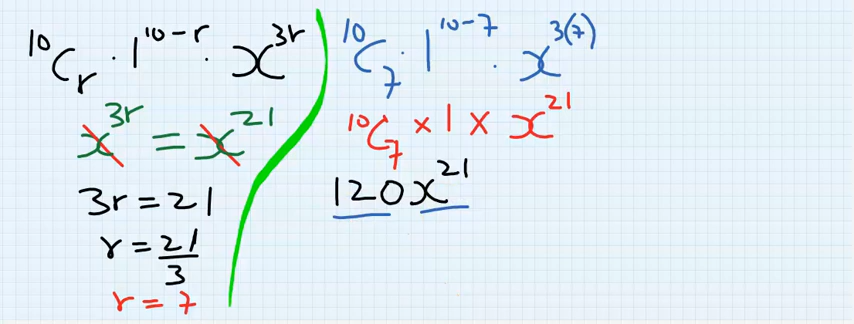 ¹⁰Cᵣ · 1¹⁰⁻ʳ · x³ʳ
x³ʳ = x²¹
3r = 21
r = 21/3
r = 7
¹⁰C₇ · 1¹⁰⁻⁷ · x³⁽⁷⁾
¹⁰C₇ × 1 × x²¹
120x²¹